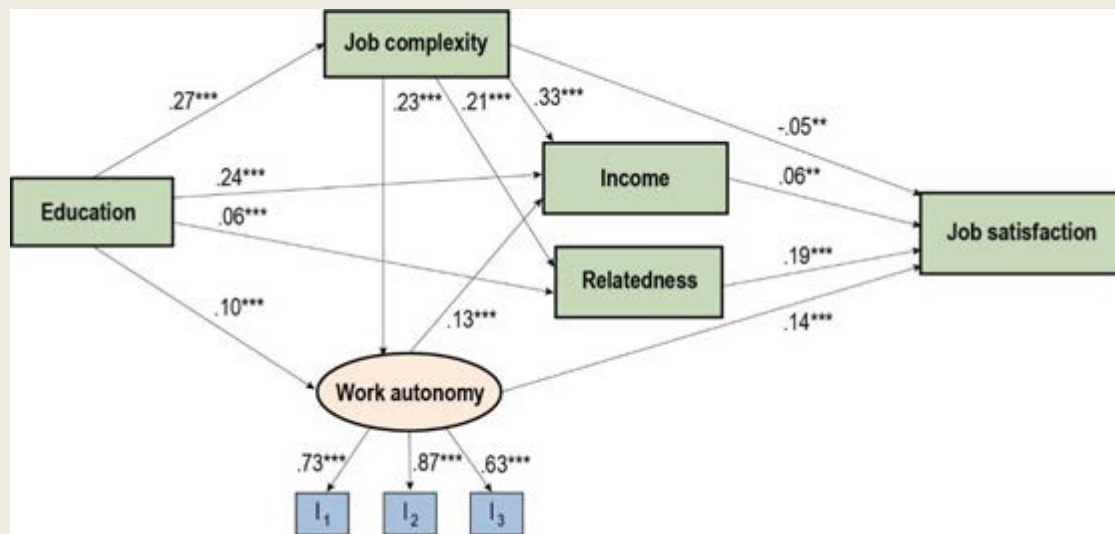 Job complexity
.27***
.23***
.21***
.33***
-.05**
.24***
Income
.06**
Education
.06***
Job satisfaction
Relatedness
.19***
.10***
.13***
.14***
Work autonomy
.73***
.87***
.63***
I1
I2
I3